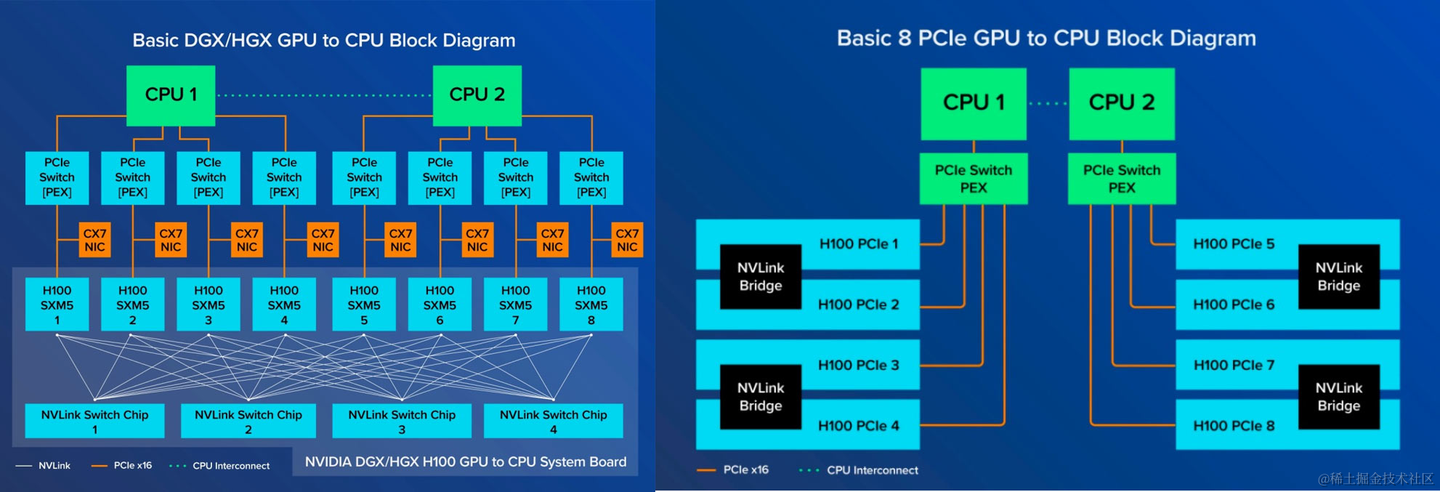 Basic DGX/HGX GPU to CPU Block Diagram
CPU 1
CPU 2
PCIe
Switch
[PEX]
PCIe
Switch
[PEX]
PCIe
Switch
[PEX]
PCIe
Switch
[PEX]
PCIe
Switch
[PEX]
PCIe
Switch
[PEX]
PCIe
Switch
[PEX]
PCIe
Switch
[PEX]
CX7
NIC
CX7
NIC
CX7
NIC
CX7
NIC
CX7
NIC
CX7
NIC
CX7
NIC
CX7
NIC
H100
SXM5
1
H100
SXM5
2
H100
SXM5
3
H100
SXM5
4
H100
SXM5
5
H100
SXM5
6
H100
SXM5
7
H100
SXM5
8
NVLink Switch Chip
1
NVLink Switch Chip
2
NVLink Switch Chip
3
NVLink Switch Chip
4
NVLink
PCIe x16
CPU Interconnect
NVIDIA DGX/HGX H100 GPU to CPU System Board
Basic 8 PCIe GPU to CPU Block Diagram
CPU 1
CPU 2
PCIe Switch
PEX
PCIe Switch
PEX
H100 PCIe 1
NVLink
Bridge
H100 PCIe 2
H100 PCIe 3
NVLink
Bridge
H100 PCIe 4
H100 PCIe 5
NVLink
Bridge
H100 PCIe 6
H100 PCIe 7
NVLink
Bridge
H100 PCIe 8
PCIe x16
CPU Interconnect
@稀土掘金技术社区